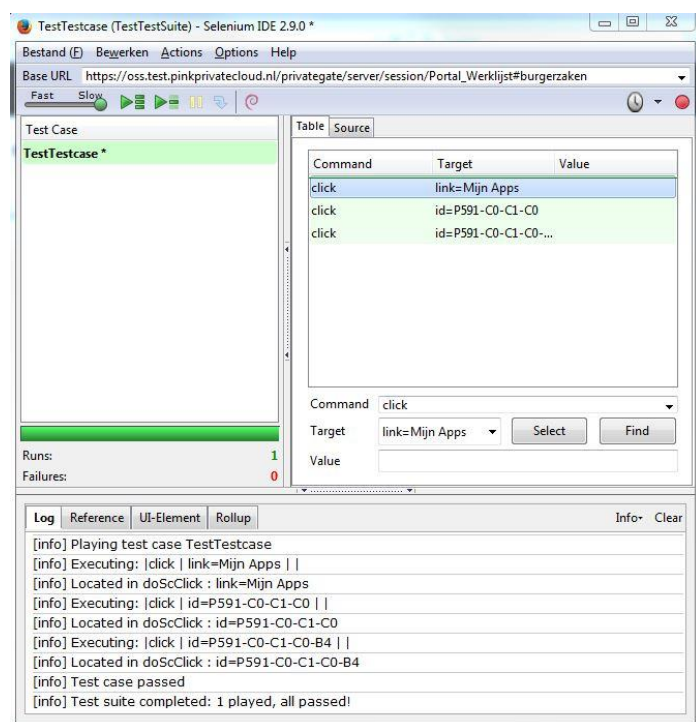 TestTestcase (TestTestSuite) - Selenium IDE 2.9.0 *
Bestand (F) Bewerken Actions Options Help
Base URL https://oss.test.pinkprivatecloud.nl/privategate/server/session/Portal_Werklijst#burgerzaken
Fast Slow
Test Case
TestTestcase *
Runs: 1
Failures: 0
Table Source
Command Target Value
click link=Mijn Apps
click id=P591-C0-C1-C0
click id=P591-C0-C1-C0-...
Command click
Target link=Mijn Apps Select Find
Value
Log Reference UI-Element Rollup Info Clear
[info] Playing test case TestTestcase
[info] Executing: |click | link=Mijn Apps | |
[info] Located in doScClick : link=Mijn Apps
[info] Executing: |click | id=P591-C0-C1-C0 | |
[info] Located in doScClick : id=P591-C0-C1-C0
[info] Executing: |click | id=P591-C0-C1-C0-B4 | |
[info] Located in doScClick : id=P591-C0-C1-C0-B4
[info] Test case passed
[info] Test suite completed: 1 played, all passed!